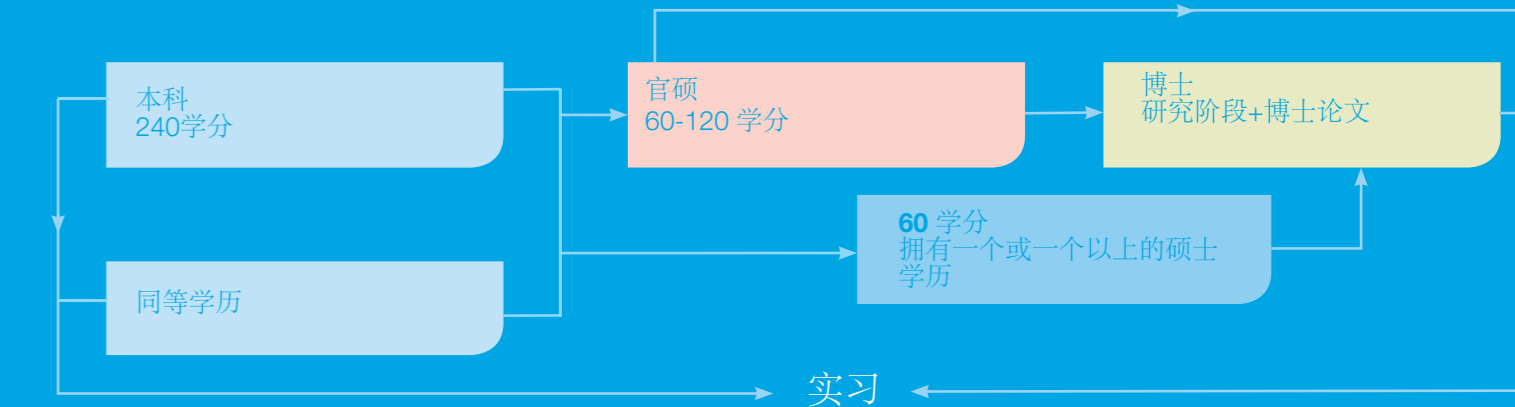 本科
240学分
官硕
60-120 学分
博士
研究阶段+博士论文
60 学分
拥有一个或一个以上的硕士
学历
同等学历
实习